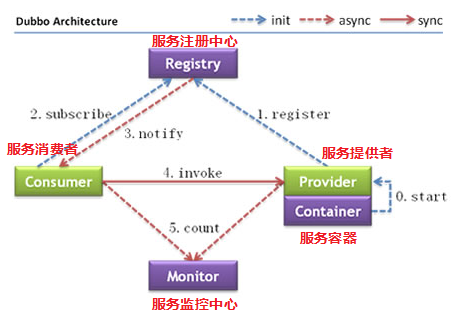 Dubbo Architecture
init
async
sync
服务注册中心
Registry
2. subscribe
3. notify
1. register
服务消费者
服务提供者
Consumer
4. invoke
Provider
Container
0. start
服务容器
5. count
Monitor
服务监控中心